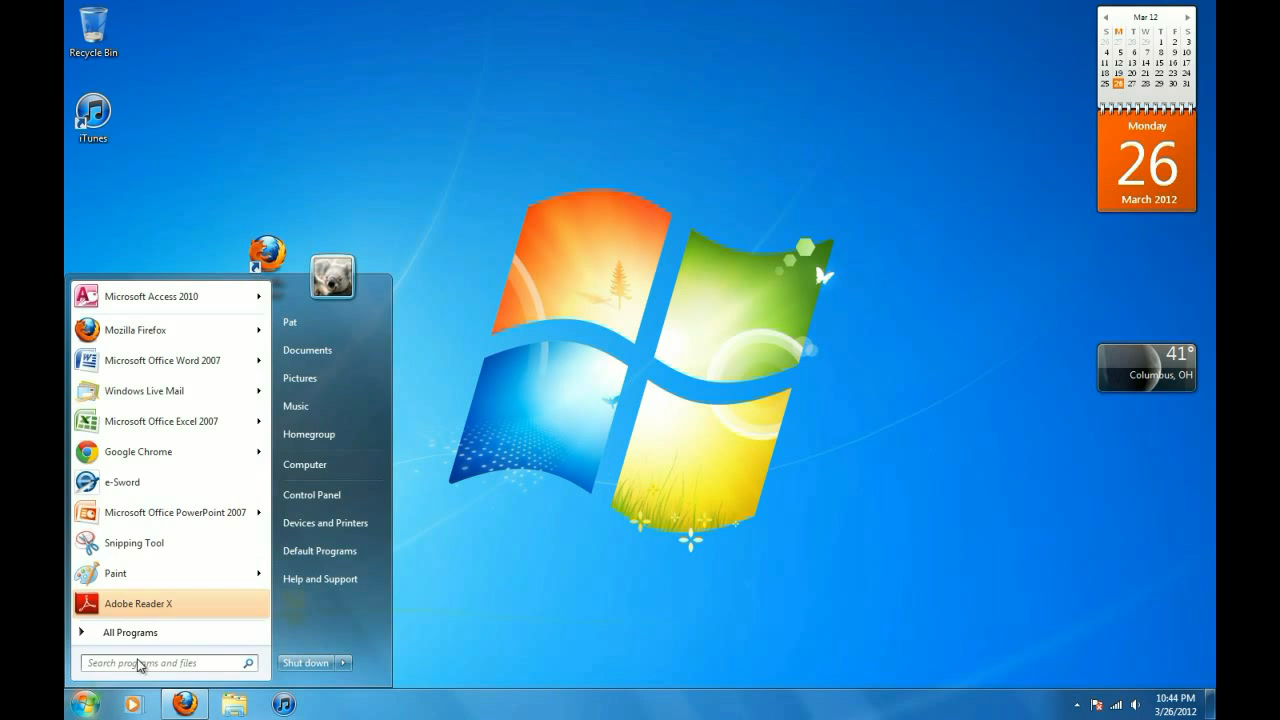 Recycle Bin
iTunes
Microsoft Access 2010
Mozilla Firefox
Microsoft Office Word 2007
Windows Live Mail
Microsoft Office Excel 2007
Google Chrome
e-Sword
Microsoft Office PowerPoint 2007
Snipping Tool
Paint
Adobe Reader X
All Programs
Search programs and files
Pat
Documents
Pictures
Music
Homegroup
Computer
Control Panel
Devices and Printers
Default Programs
Help and Support
Shut down
Mar 12
S M T W T F S
26 27 28 29 1 2 3
4 5 6 7 8 9 10
11 12 13 14 15 16 17
18 19 20 21 22 23 24
25 26 27 28 29 30 31
Monday
26
March 2012
41°
Columbus, OH
10:44 PM
3/26/2012